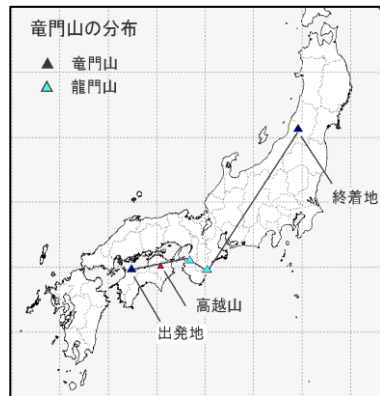 竜門山の分布
竜門山
龍門山
終着地
高越山
出発地